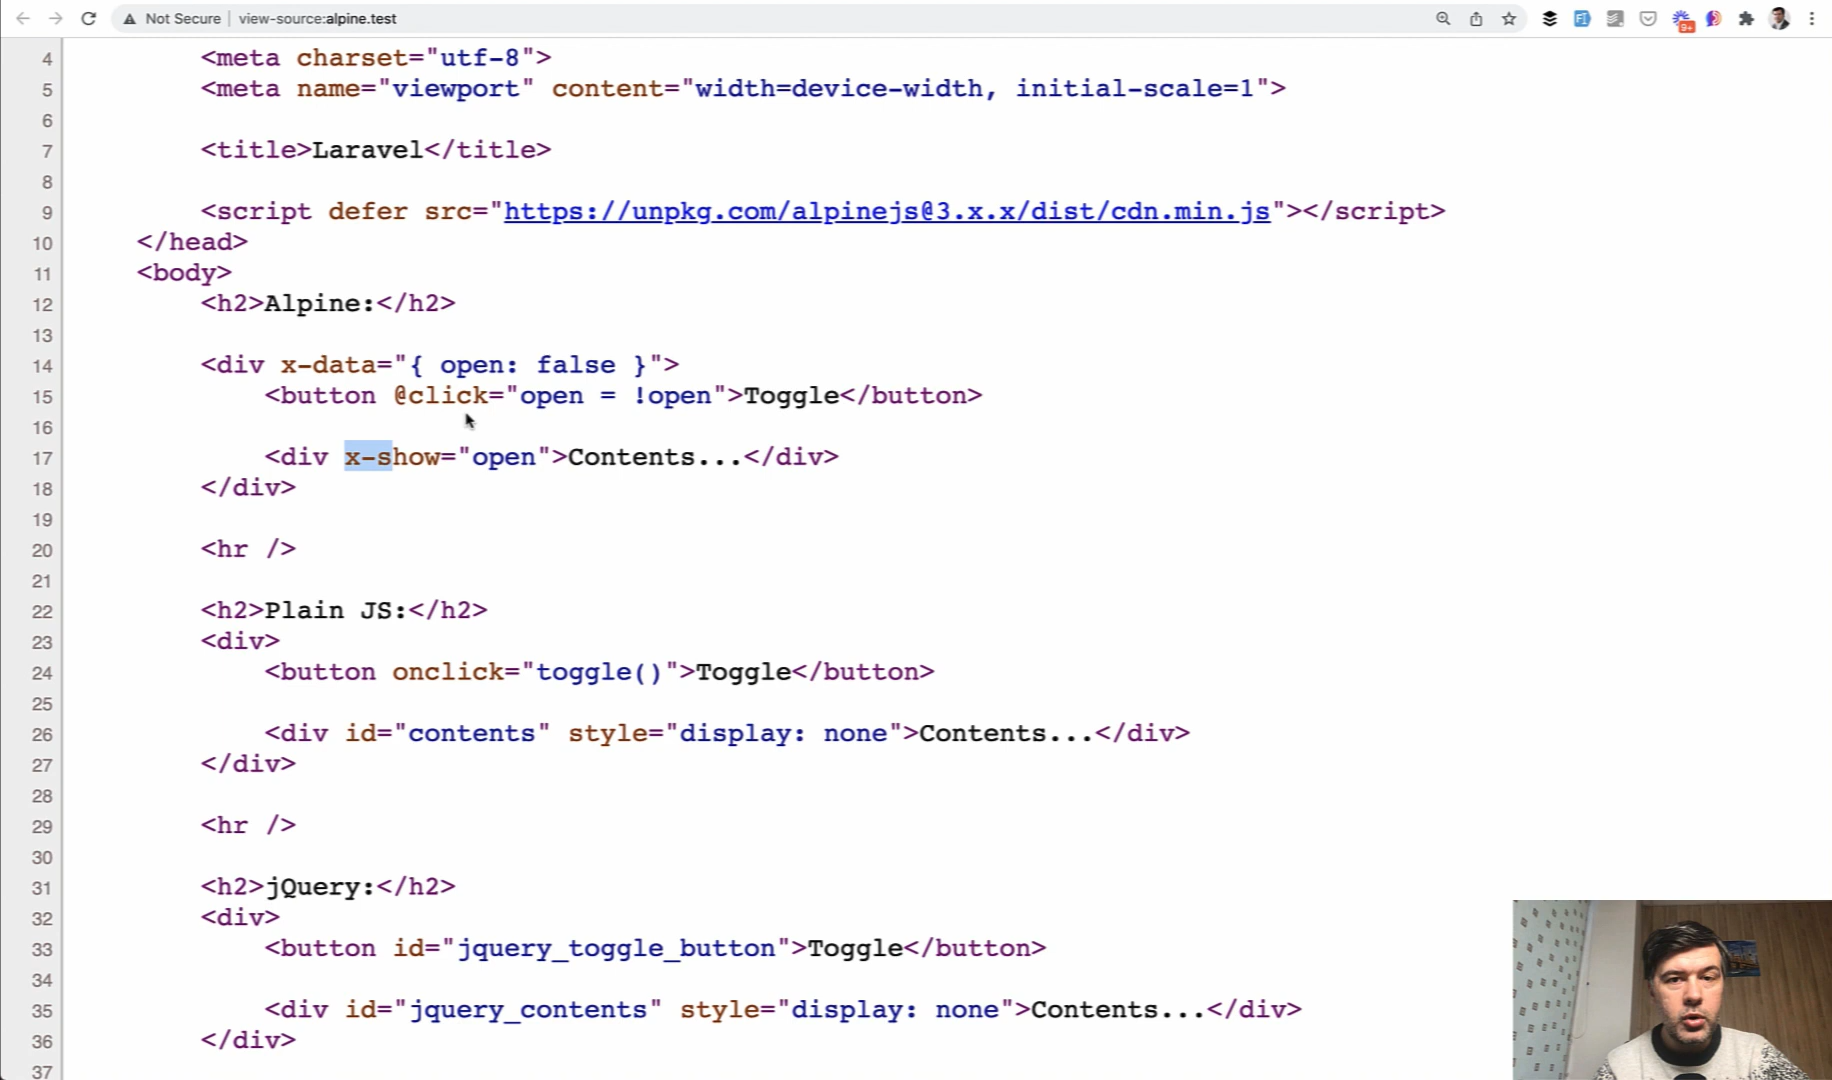 Not Secure | view-source:alpine.test
9+
4 <meta charset="utf-8">
5 <meta name="viewport" content="width=device-width, initial-scale=1">
6
7 <title>Laravel</title>
8
9 <script defer src="https://unpkg.com/alpinejs@3.x.x/dist/cdn.min.js"></script>
10 </head>
11 <body>
12 <h2>Alpine:</h2>
13
14 <div x-data="{ open: false }">
15 <button @click="open = !open">Toggle</button>
16
17 <div x-show="open">Contents...</div>
18 </div>
19
20 <hr />
21
22 <h2>Plain JS:</h2>
23 <div>
24 <button onclick="toggle()">Toggle</button>
25
26 <div id="contents" style="display: none">Contents...</div>
27 </div>
28
29 <hr />
30
31 <h2>jQuery:</h2>
32 <div>
33 <button id="jquery_toggle_button">Toggle</button>
34
35 <div id="jquery_contents" style="display: none">Contents...</div>
36 </div>
37